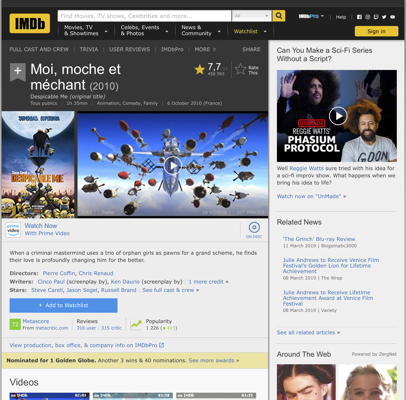 IMDb
Find Movies, TV shows, Celebrities and more...
All
Movies, TV
& Showtimes
Celebs, Events
& Photos
News &
Community
Watchlist
IMDbPro
Help
Sign in
FULL CAST AND CREW | TRIVIA | USER REVIEWS | IMDbPro | MORE
SHARE
Moi, moche et
méchant (2010)
7,7
Rate
This
Despicable Me (original title)
Tous publics | 1h 35min | Animation, Comedy, Family | 6 October 2010 (France)
DESPICABLE ME
prime video
Watch Now
With Prime Video
ON DISC
When a criminal mastermind uses a trio of orphan girls as pawns for a grand scheme, he finds
their love is profoundly changing him for the better.
Directors: Pierre Coffin, Chris Renaud
Writers: Cinco Paul (screenplay by), Ken Daurio (screenplay by) | 1 more credit »
Stars: Steve Carell, Jason Segel, Russell Brand | See full cast & crew »
+ Add to Watchlist
72
Metascore
From metacritic.com
Reviews
316 user | 315 critic
Popularity
View production, box office, & company info on IMDbPro
Nominated for 1 Golden Globe. Another 3 wins & 40 nominations. See more awards »
Videos
Can You Make a Sci-Fi Series
Without a Script?
REGGIE WATTS'
PHASIUM
PROTOCOL
Well Reggie Watts sure tried with his idea for
a sci-fi improv show. What happens when we
bring his idea to life?
Watch now on "UnMade" »
Related News
'The Grinch' Blu-ray Review
11 March 2019 | Blogomatic3000
Julie Andrews to Receive Venice Film
Festival's Golden Lion for Lifetime
Achievement
08 March 2019 | The Wrap
Julie Andrews to Receive Lifetime
Achievement Award at Venice Film
Festival
08 March 2019 | Variety
See all related articles »
Around The Web
Powered by ZergNet